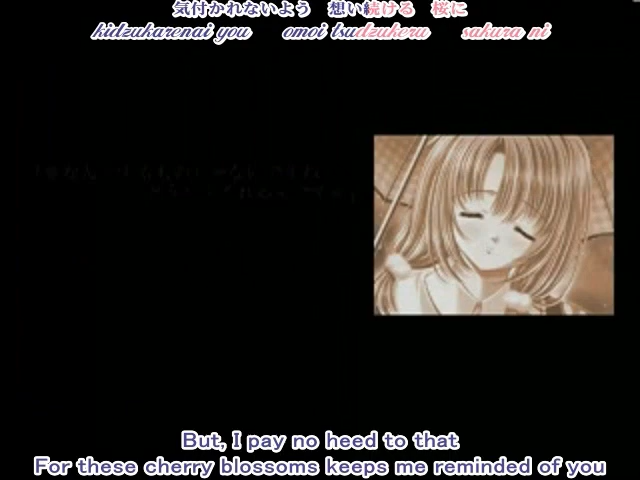 気付かれないよう 想い続ける 桜に
kidzukarenai you omoi tsudzukeru sakura ni
But, I pay no heed to that
For these cherry blossoms keeps me reminded of you